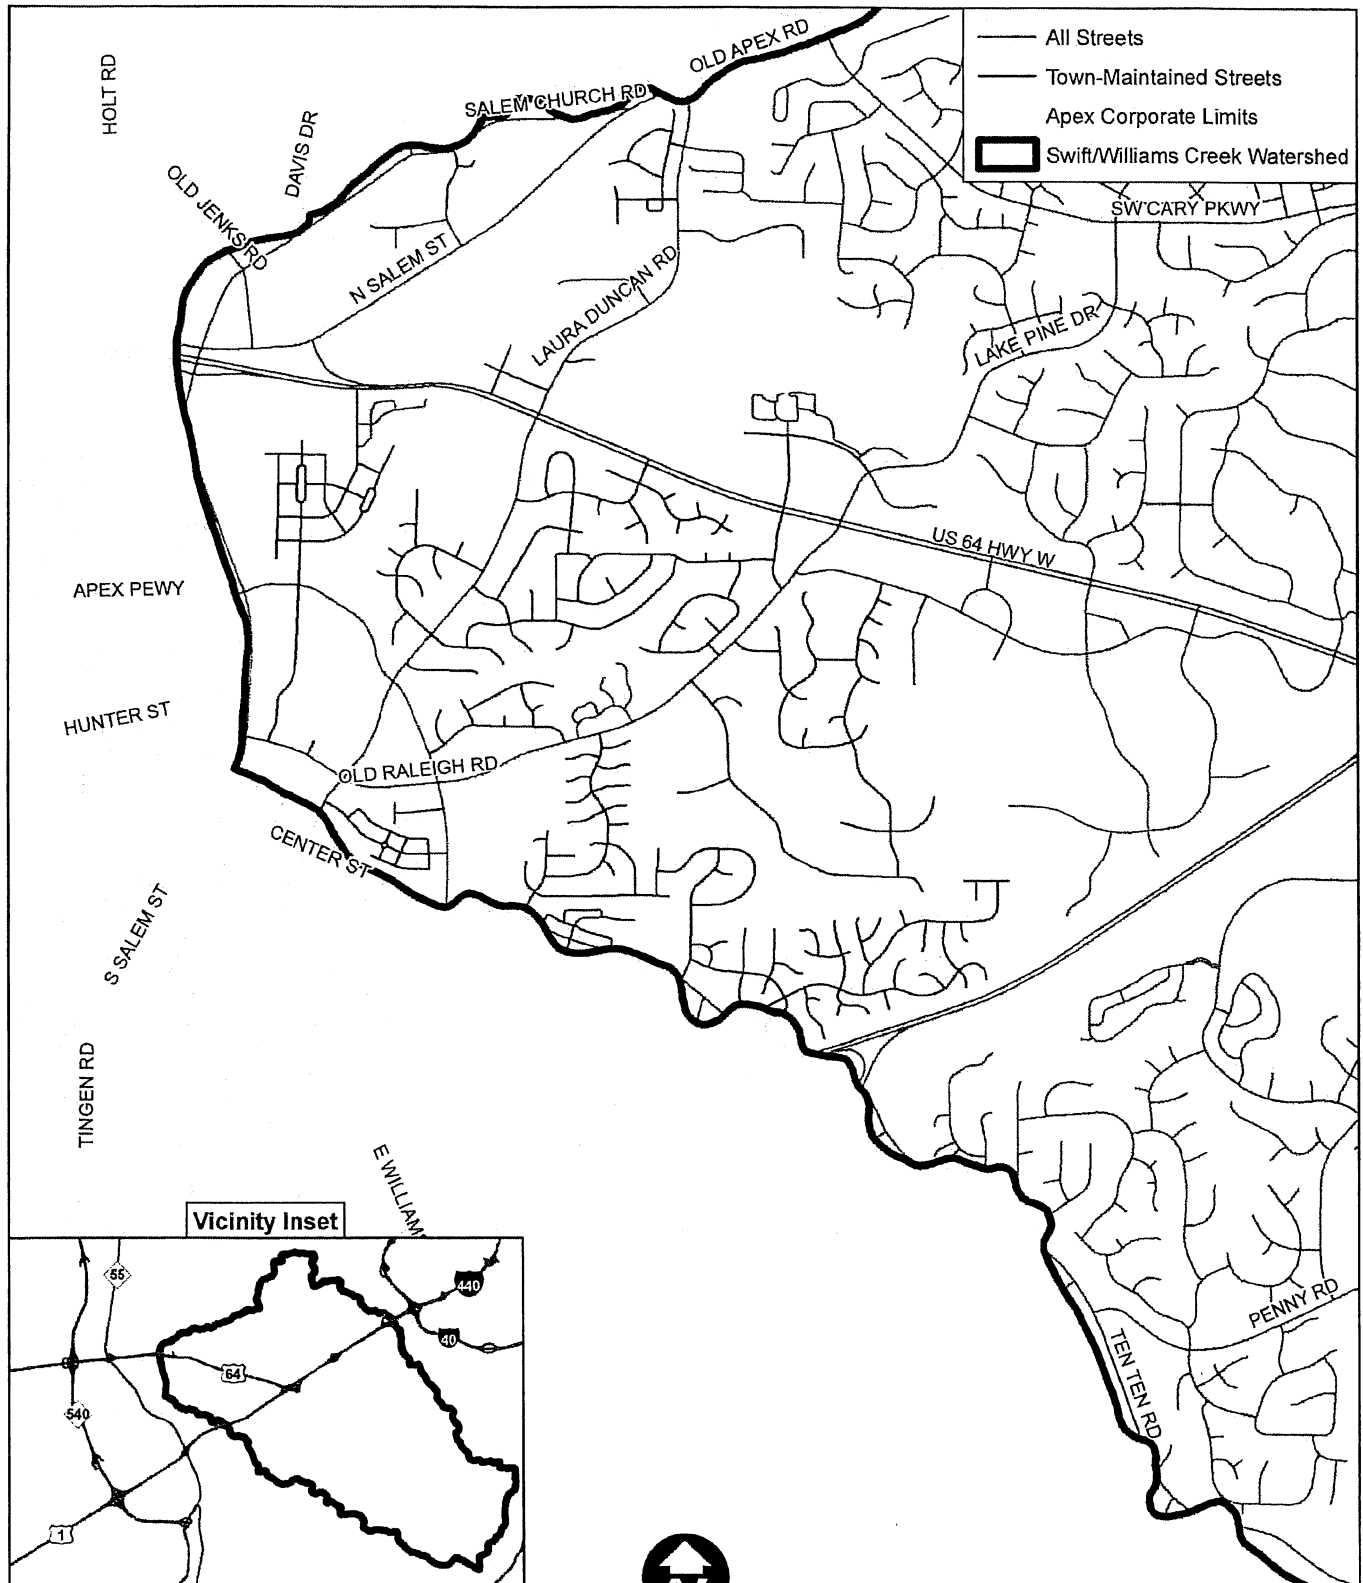 OLD APEX RD
All Streets
Town-Maintained Streets
Apex Corporate Limits
Swift/Williams Creek Watershed
HOLT RD
SALEM CHURCH RD
DAVIS DR
OLD JENKS RD
SW CARY PKWY
N SALEM ST
LAURA DUNCAN RD
LAKE PINE DR
US 64 HWY W
APEX PEWY
HUNTER ST
OLD RALEIGH RD
CENTER ST
S SALEM ST
TINGEN RD
E WILLIAM
PENNY RD
TEN TEN RD
Vicinity Inset
55
440
40
64
540
1